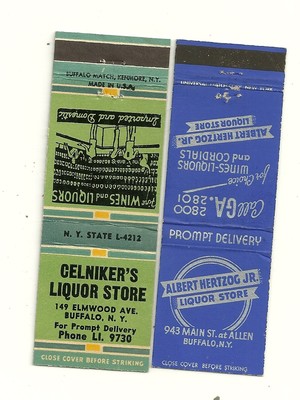 BUFFALO MATCH, KENMORE, N.Y.
MADE IN U.S.A.
for WINES and LIQUORS
Imported and Domestic
N. Y. STATE L-4212
CELNIKER'S
LIQUOR STORE
149 ELMWOOD AVE.
BUFFALO, N. Y.
For Prompt Delivery
Phone LI. 9730
CLOSE COVER BEFORE STRIKING
Call GA. 2800
2801
for Choice
WINES-LIQUORS
and CORDIALS
ALBERT HERTZOG JR.
LIQUOR STORE
PROMPT DELIVERY
ALBERT HERTZOG JR.
LIQUOR STORE
943 MAIN ST. at ALLEN
BUFFALO, N.Y.
CLOSE COVER BEFORE STRIKING